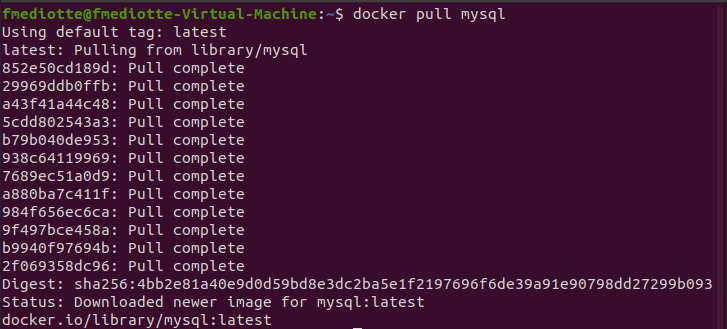 fmediotte@fmediotte-Virtual-Machine:~$ docker pull mysql
Using default tag: latest
latest: Pulling from library/mysql
852e50cd189d: Pull complete
29969ddb0ffb: Pull complete
a43f41a44c48: Pull complete
5cdd802543a3: Pull complete
b79b040de953: Pull complete
938c64119969: Pull complete
7689ec51a0d9: Pull complete
a880ba7c411f: Pull complete
984f656ec6ca: Pull complete
9f497bce458a: Pull complete
b9940f97694b: Pull complete
2f069358dc96: Pull complete
Digest: sha256:4bb2e81a40e9d0d59bd8e3dc2ba5e1f2197696f6de39a91e90798dd27299b093
Status: Downloaded newer image for mysql:latest
docker.io/library/mysql:latest